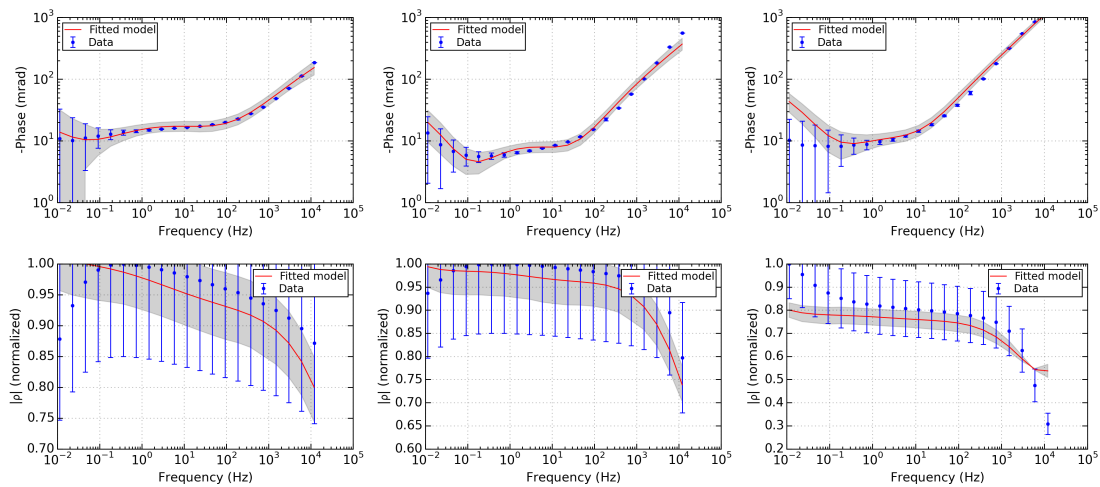 10³
10²
10¹
10⁰
-Phase (mrad)
Fitted model
Data
10⁻² 10⁻¹ 10⁰ 10¹ 10² 10³ 10⁴ 10⁵
Frequency (Hz)
10³
10²
10¹
10⁰
-Phase (mrad)
Fitted model
Data
10⁻² 10⁻¹ 10⁰ 10¹ 10² 10³ 10⁴ 10⁵
Frequency (Hz)
10³
10²
10¹
10⁰
-Phase (mrad)
Fitted model
Data
10⁻² 10⁻¹ 10⁰ 10¹ 10² 10³ 10⁴ 10⁵
Frequency (Hz)
1.00
0.95
0.90
0.85
0.80
0.75
0.70
|ρ| (normalized)
Fitted model
Data
10⁻² 10⁻¹ 10⁰ 10¹ 10² 10³ 10⁴ 10⁵
Frequency (Hz)
1.00
0.95
0.90
0.85
0.80
0.75
0.70
0.65
0.60
|ρ| (normalized)
Fitted model
Data
10⁻² 10⁻¹ 10⁰ 10¹ 10² 10³ 10⁴ 10⁵
Frequency (Hz)
1.0
0.9
0.8
0.7
0.6
0.5
0.4
0.3
0.2
|ρ| (normalized)
Fitted model
Data
10⁻² 10⁻¹ 10⁰ 10¹ 10² 10³ 10⁴ 10⁵
Frequency (Hz)